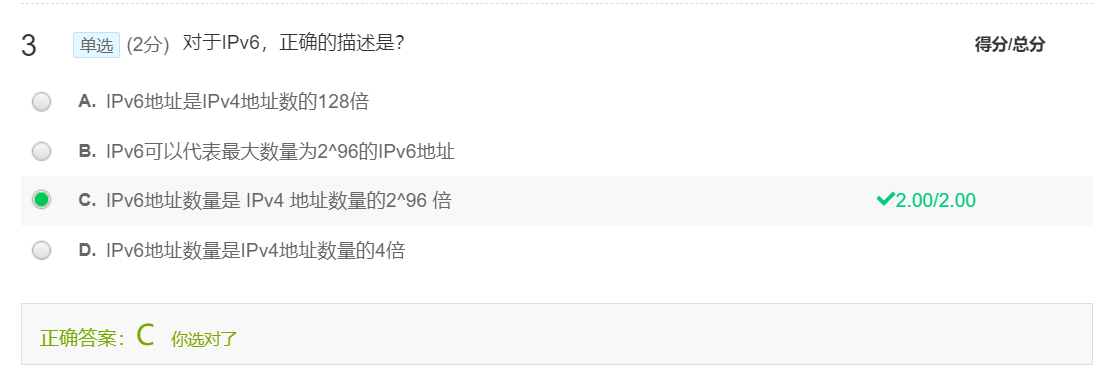 3 单选 (2分) 对于IPv6，正确的描述是? 得分/总分
A. IPv6地址是IPv4地址数的128倍
B. IPv6可以代表最大数量为2^96的IPv6地址
C. IPv6地址数量是 IPv4 地址数量的2^96 倍 2.00/2.00
D. IPv6地址数量是IPv4地址数量的4倍
正确答案：C 你选对了